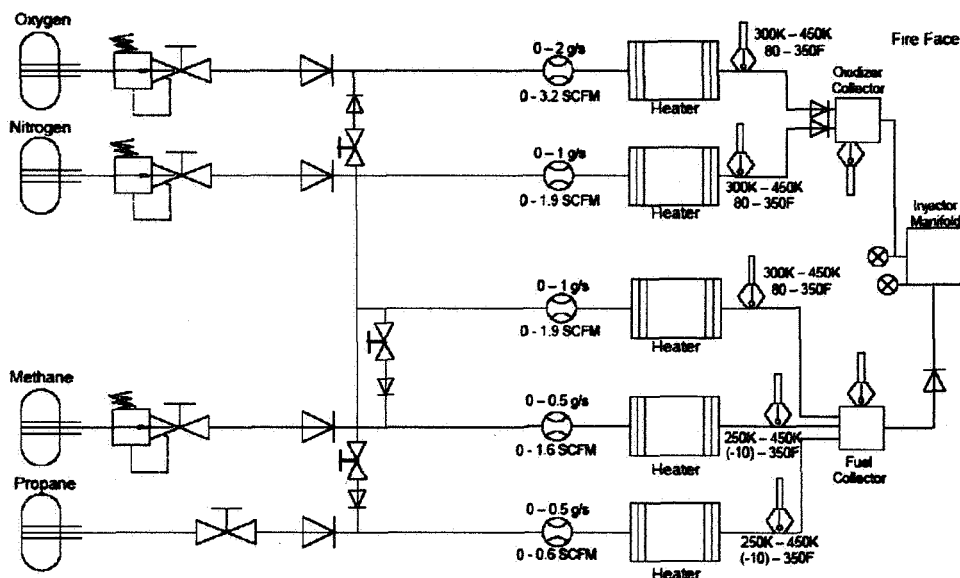 Oxygen
0 – 2 g/s
0 - 3.2 SCFM
Heater
300K – 450K
80 – 350F
Fire Face
Oxidizer
Collector
Nitrogen
0 – 1 g/s
0 - 1.9 SCFM
Heater
300K – 450K
80 – 350F
Injector
Manifold
0 – 1 g/s
0 - 1.9 SCFM
Heater
300K – 450K
80 – 350F
Methane
0 – 0.5 g/s
0 - 1.6 SCFM
Heater
250K – 450K
(-10) – 350F
Fuel
Collector
Propane
0 – 0.5 g/s
0 - 0.6 SCFM
Heater
250K – 450K
(-10) – 350F